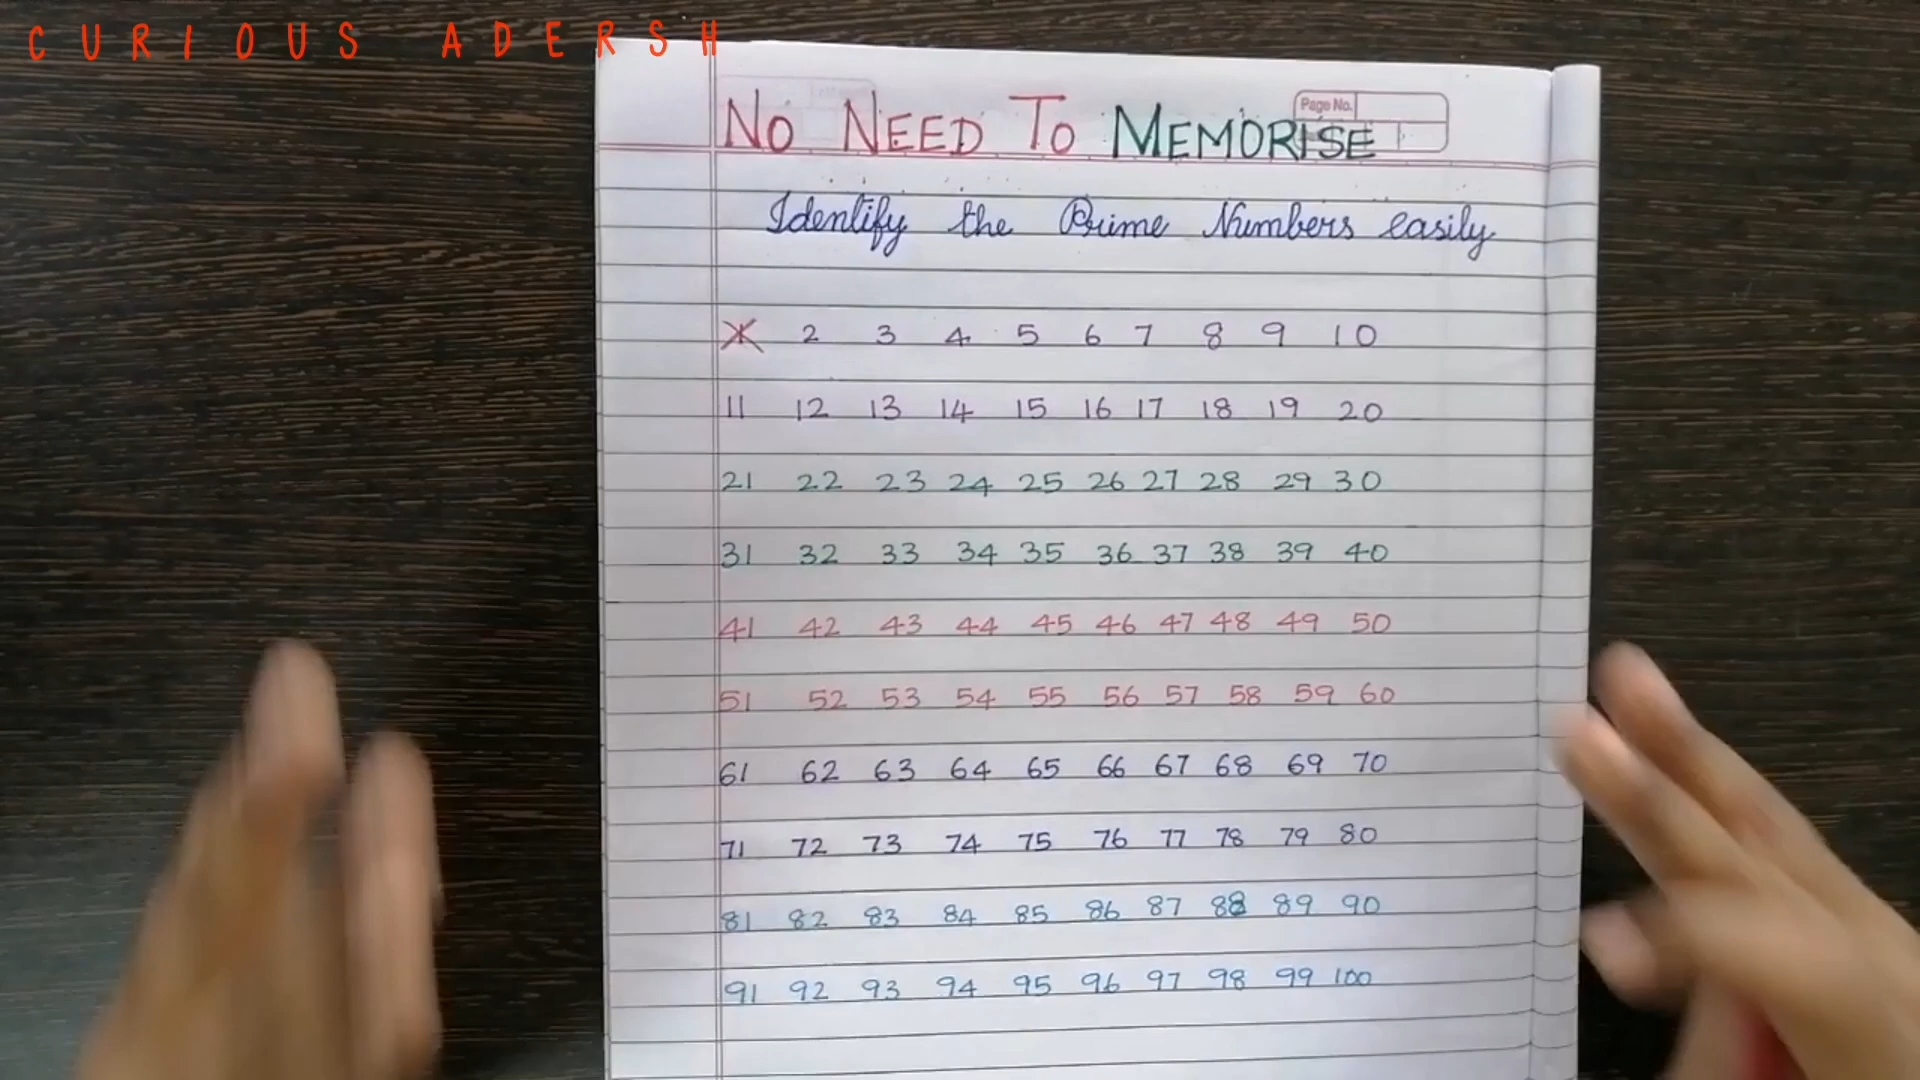 CURIOUS ADERSH
NO NEED TO MEMORISE
Page No.
Identify the Prime Numbers easily
1 2 3 4 5 6 7 8 9 10
11 12 13 14 15 16 17 18 19 20
21 22 23 24 25 26 27 28 29 30
31 32 33 34 35 36 37 38 39 40
41 42 43 44 45 46 47 48 49 50
51 52 53 54 55 56 57 58 59 60
61 62 63 64 65 66 67 68 69 70
71 72 73 74 75 76 77 78 79 80
81 82 83 84 85 86 87 88 89 90
91 92 93 94 95 96 97 98 99 100